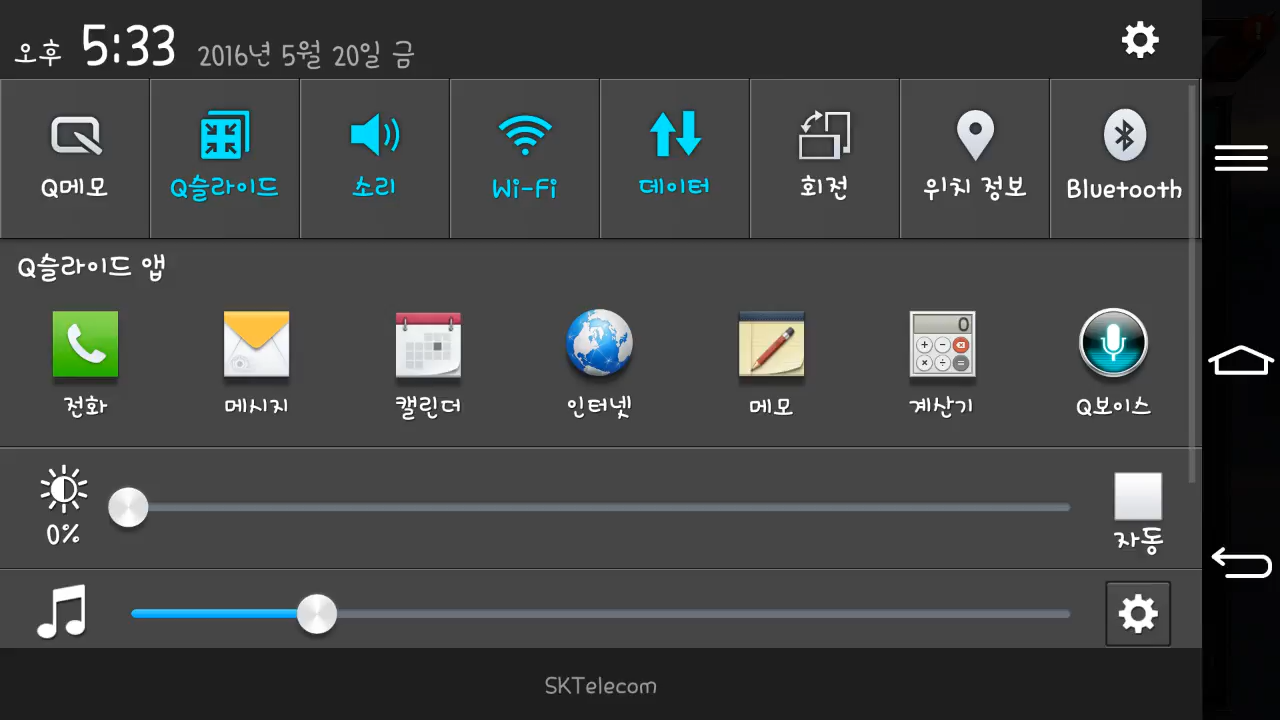 오후 5:33 2016년 5월 20일 금
Q메모 Q슬라이드 소리 Wi-Fi 데이터 회전 위치 정보 Bluetooth
Q슬라이드 앱
0
전화 메시지 캘린더 인터넷 메모 계산기 Q보이스
0%
자동
SKTelecom